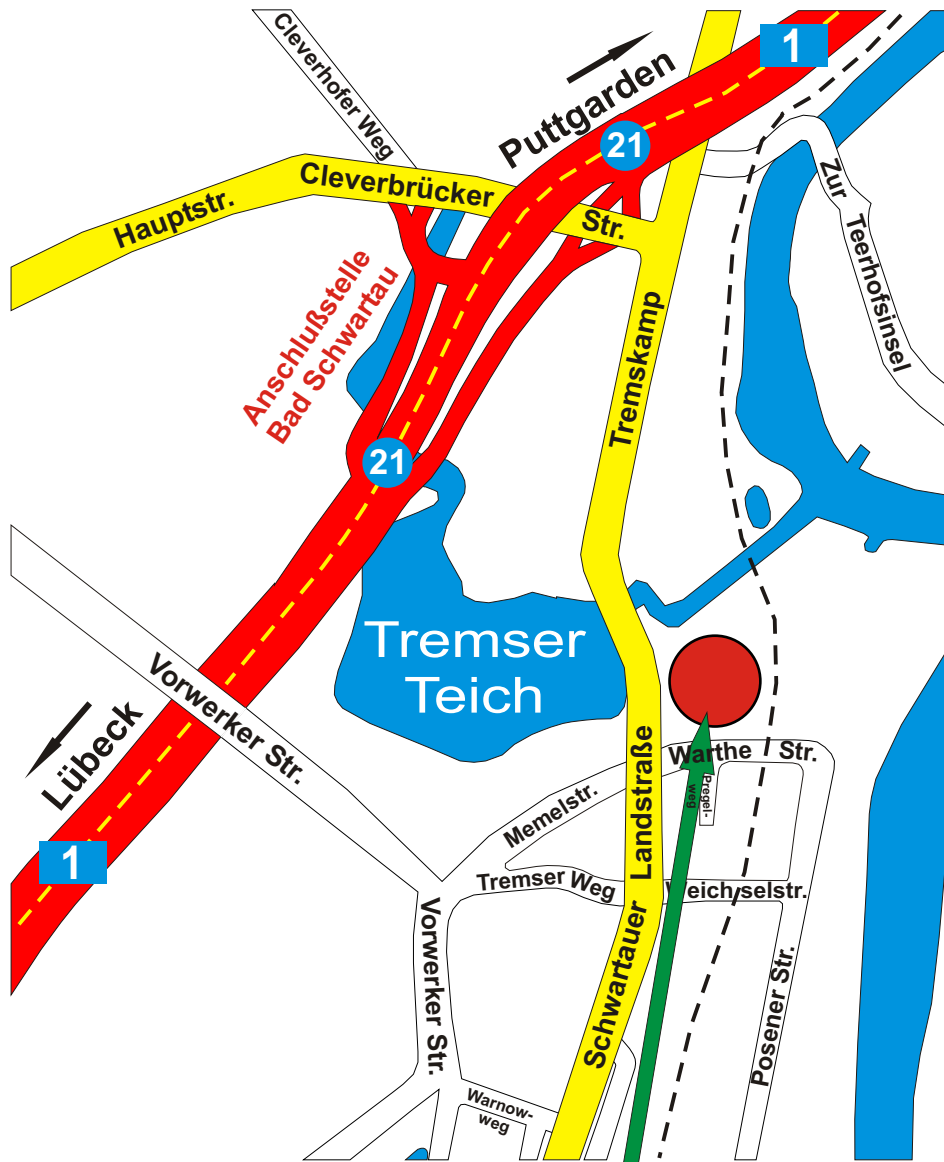 Cleverhofer Weg
1
Puttgarden
21
Cleverbrücker
Str.
Hauptstr.
Zur
Teerhofsinsel
Anschlußstelle
Bad Schwartau
Tremskamp
21
Tremser
Teich
Vorwerker Str.
Lübeck
Landstraße
Warthe Str.
Pregel-
weg
Memelstr.
1
Tremser Weg
Weichselstr.
Vorwerker Str.
Schwartauer
Posener Str.
Warnow-
weg